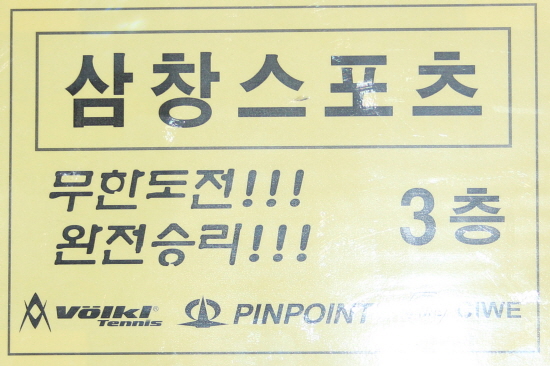 삼창스포츠
무한도전!!!
완전승리!!!
3층
Völkl Tennis PINPOINT CIWE